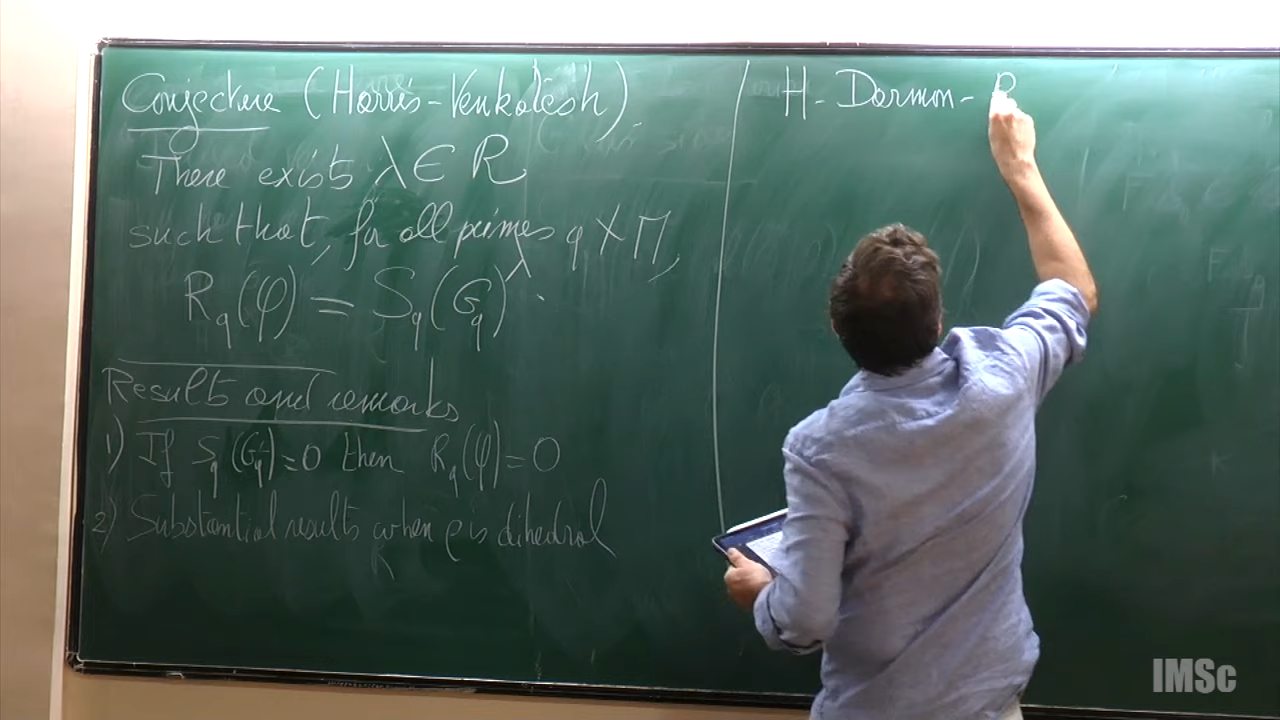 Conjecture (Harris-Venkatesh)
There exists λ ∈ R
such that, for all primes q ∤ M,
R_q(φ) = S_q(G_q)^λ.
Results and remarks
1) If S_q(G_q)=0 then R_q(φ)=0
2) Substantial results when ρ is dihedral
H - Darmon - R
IMSc